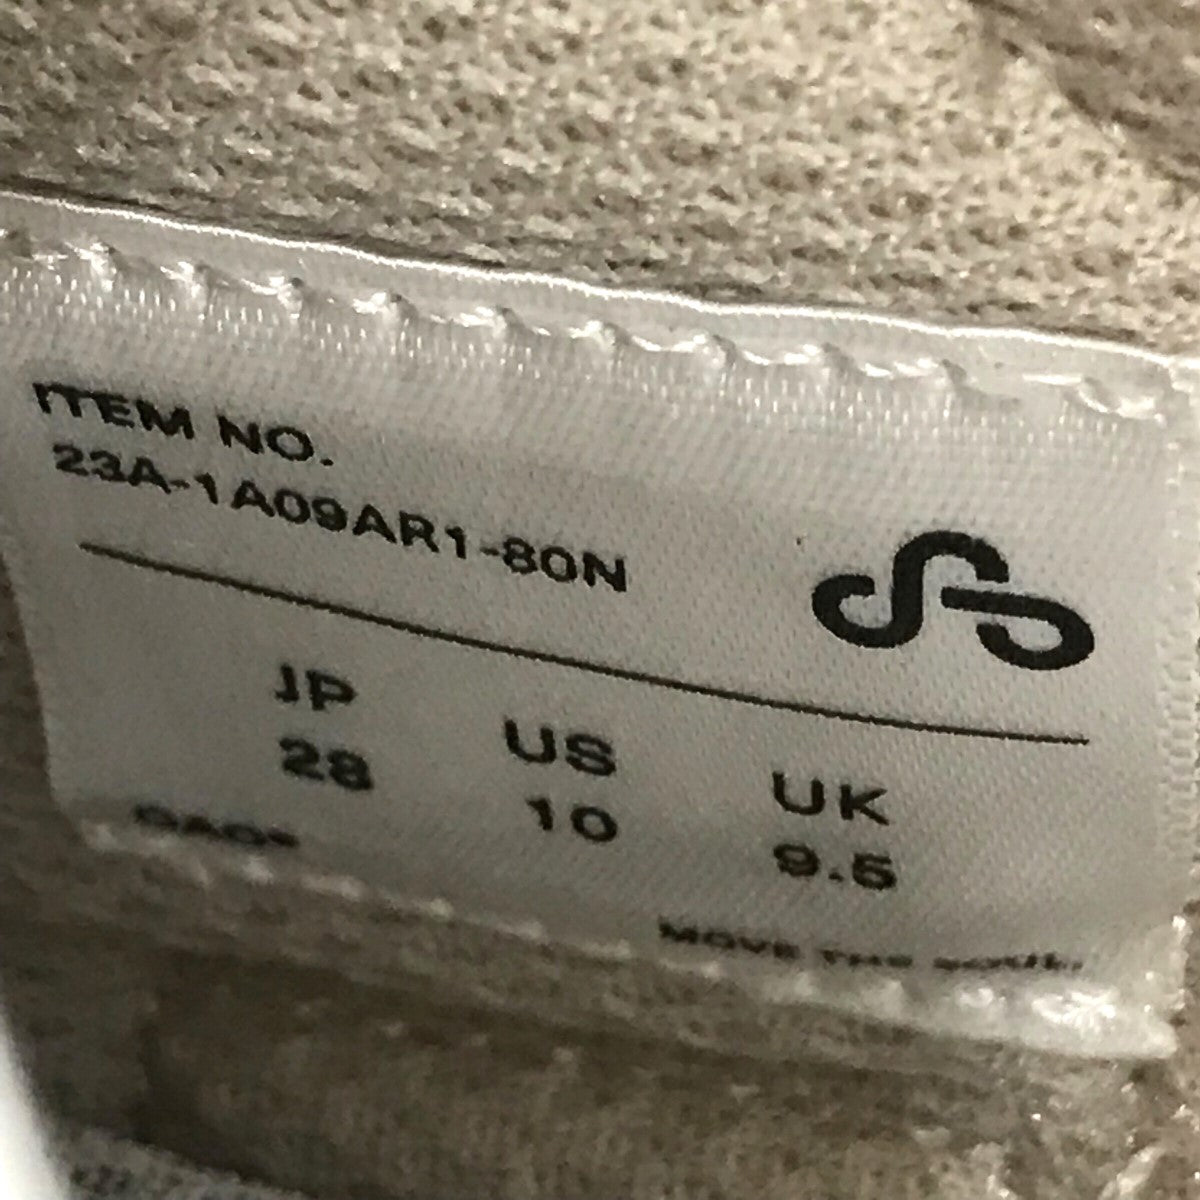 ITEM NO.
23A-1A09AR1-80N
JP US UK
28 10 9.5
MOVE THE SOUL.